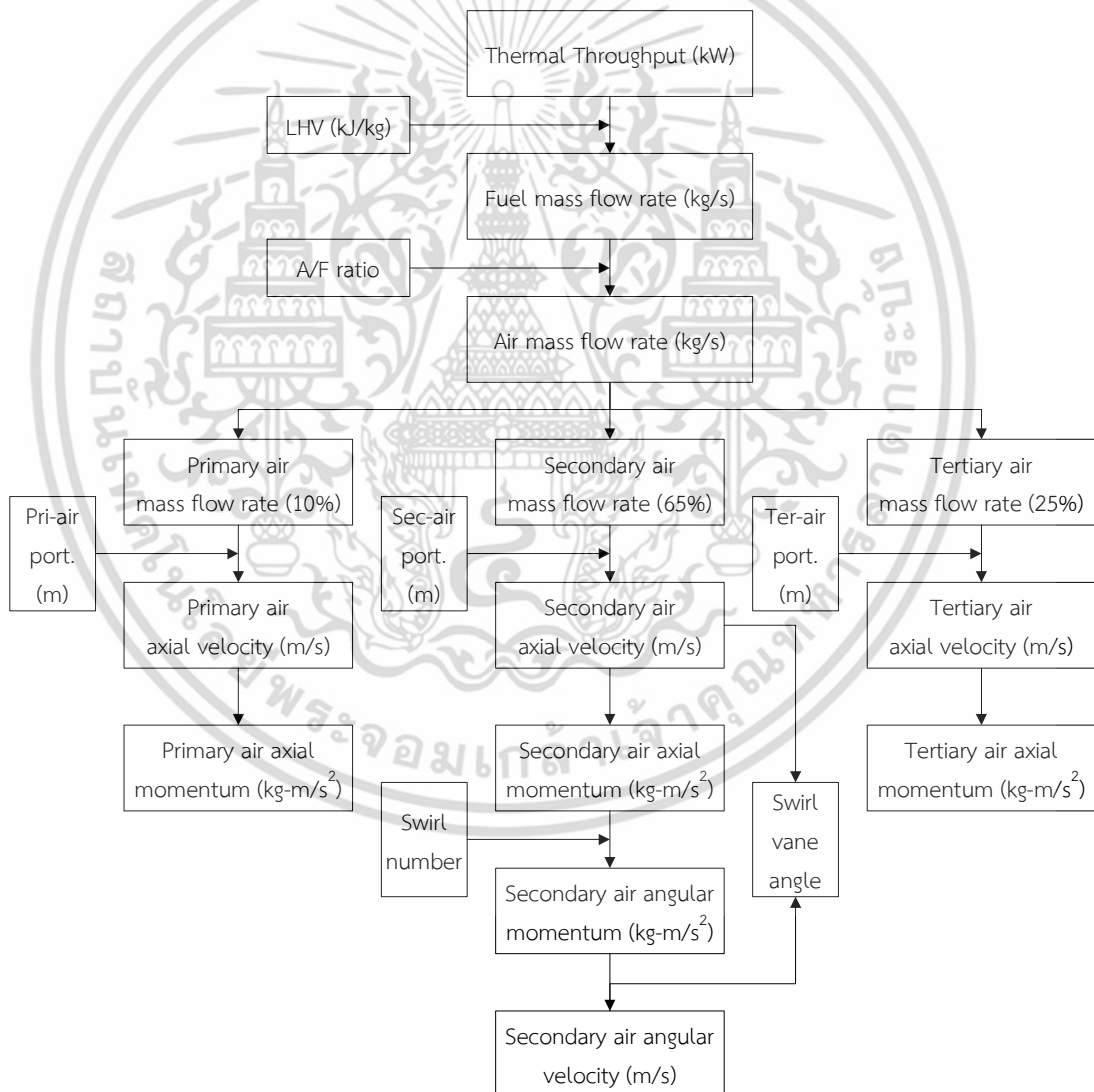 Thermal Throughput (kW)
LHV (kJ/kg)
Fuel mass flow rate (kg/s)
A/F ratio
Air mass flow rate (kg/s)
Primary air
mass flow rate (10%)
Secondary air
mass flow rate (65%)
Tertiary air
mass flow rate (25%)
Pri-air
port.
(m)
Sec-air
port.
(m)
Ter-air
port.
(m)
Primary air
axial velocity (m/s)
Secondary air
axial velocity (m/s)
Tertiary air
axial velocity (m/s)
Primary air axial
momentum (kg-m/s²)
Secondary air axial
momentum (kg-m/s²)
Tertiary air axial
momentum (kg-m/s²)
Swirl
number
Swirl
vane
angle
Secondary air angular
momentum (kg-m/s²)
Secondary air angular
velocity (m/s)